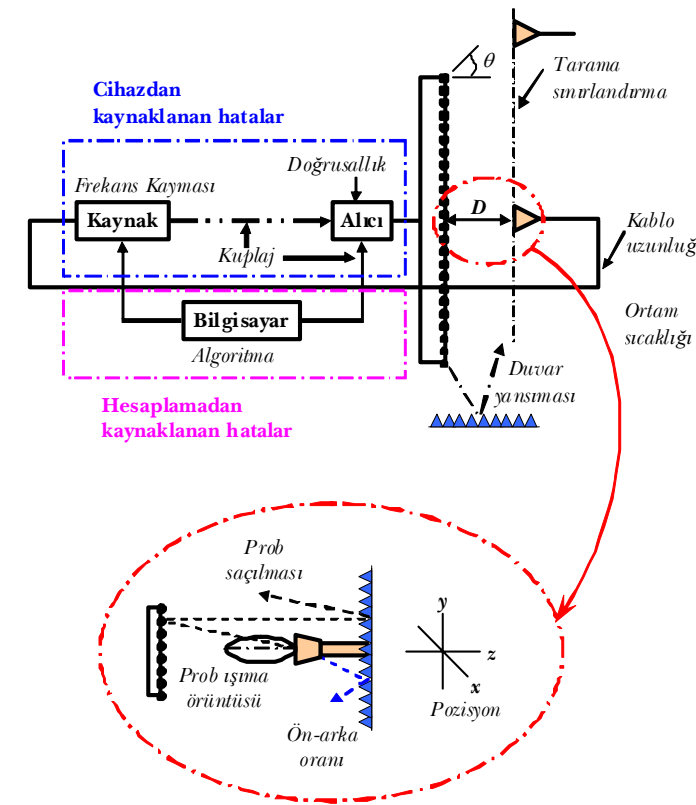 θ
Tarama
sınırlandırma
Cihazdan
kaynaklanan hatalar
Doğrusallık
Frekans Kayması
Kaynak
Alıcı
D
Kuplaj
Kablo
uzunluğ
Bilgisayar
Algoritma
Ortam
sıcaklığı
Duvar
yansıması
Hesaplamadan
kaynaklanan hatalar
Prob
saçılması
y
z
x
Prob ışıma
örüntüsü
Pozisyon
Ön-arka
oranı